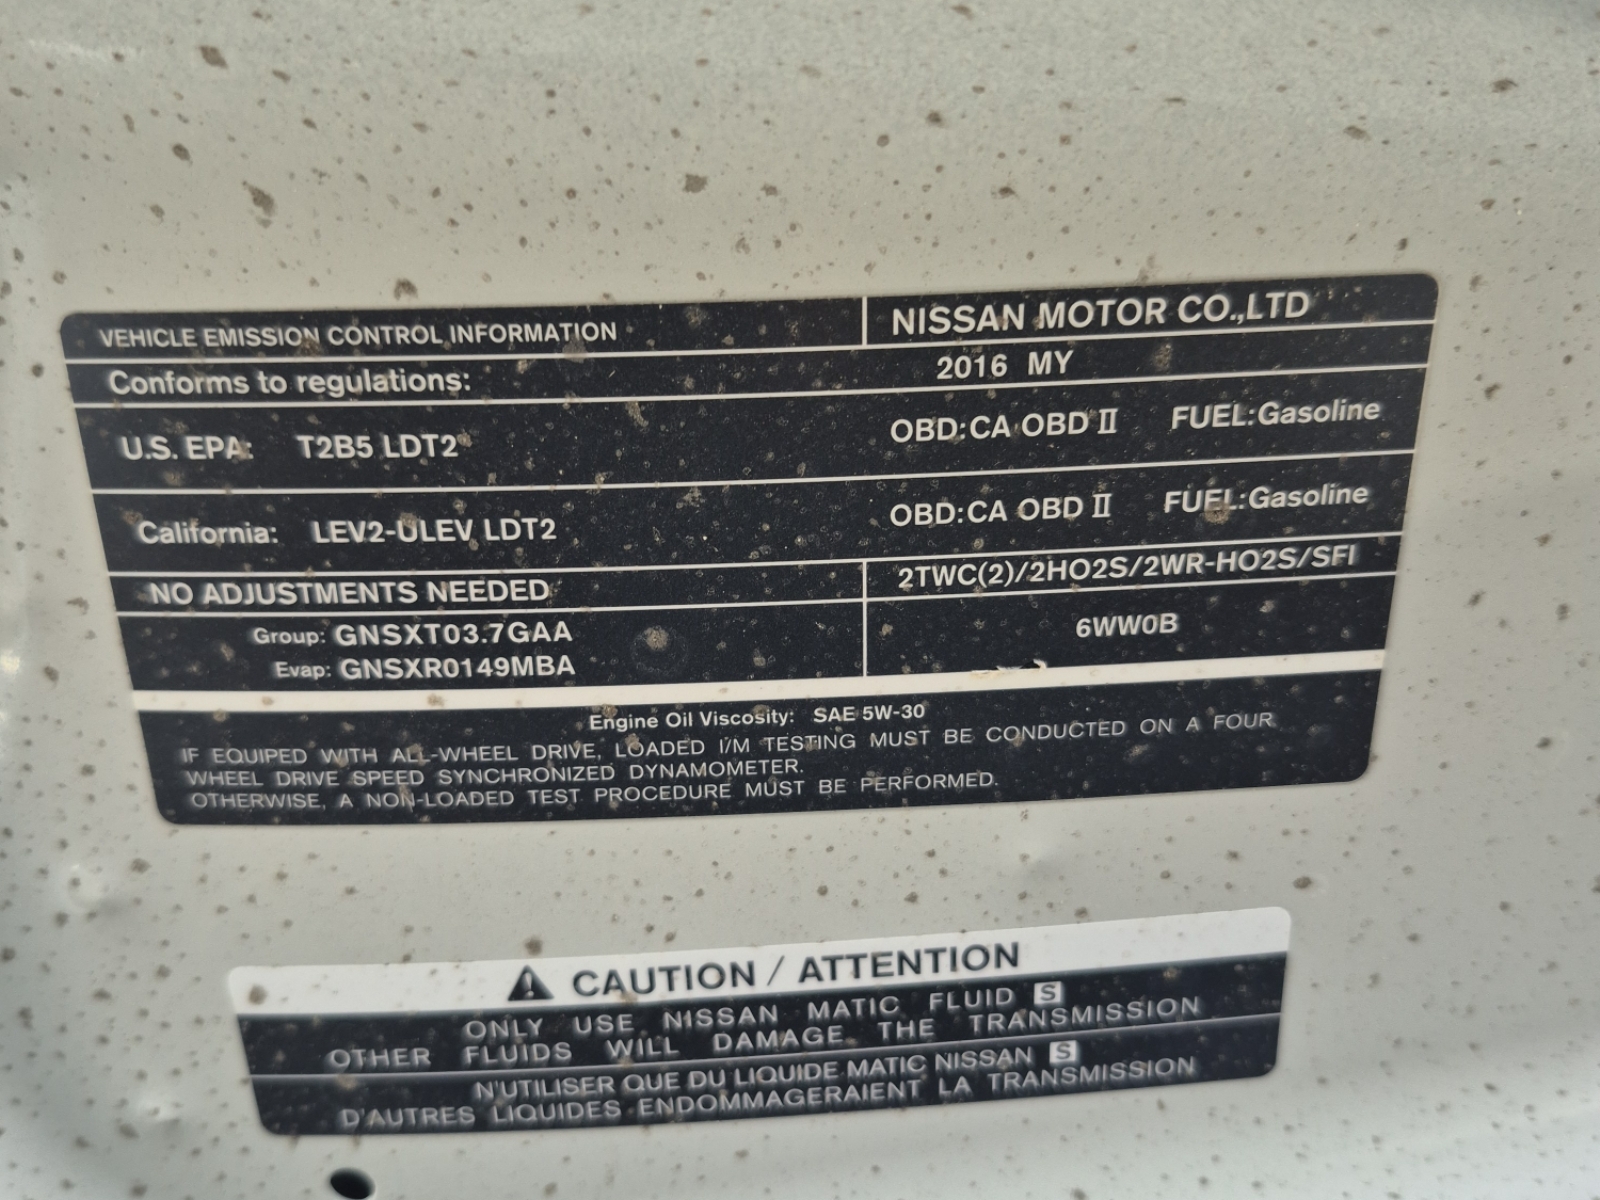 VEHICLE EMISSION CONTROL INFORMATION NISSAN MOTOR CO.,LTD
Conforms to regulations: 2016 MY
U.S. EPA: T2B5 LDT2 OBD:CA OBD II FUEL:Gasoline
California: LEV2-ULEV LDT2 OBD:CA OBD II FUEL:Gasoline
NO ADJUSTMENTS NEEDED 2TWC(2)/2HO2S/2WR-HO2S/SFI
Group: GNSXT03.7GAA 6WW0B
Evap: GNSXR0149MBA
Engine Oil Viscosity: SAE 5W-30
IF EQUIPED WITH ALL-WHEEL DRIVE, LOADED I/M TESTING MUST BE CONDUCTED ON A FOUR
WHEEL DRIVE SPEED SYNCHRONIZED DYNAMOMETER.
OTHERWISE, A NON-LOADED TEST PROCEDURE MUST BE PERFORMED.
CAUTION / ATTENTION
ONLY USE NISSAN MATIC FLUID S
OTHER FLUIDS WILL DAMAGE THE TRANSMISSION
N'UTILISER QUE DU LIQUIDE MATIC NISSAN S
D'AUTRES LIQUIDES ENDOMMAGERAIENT LA TRANSMISSION